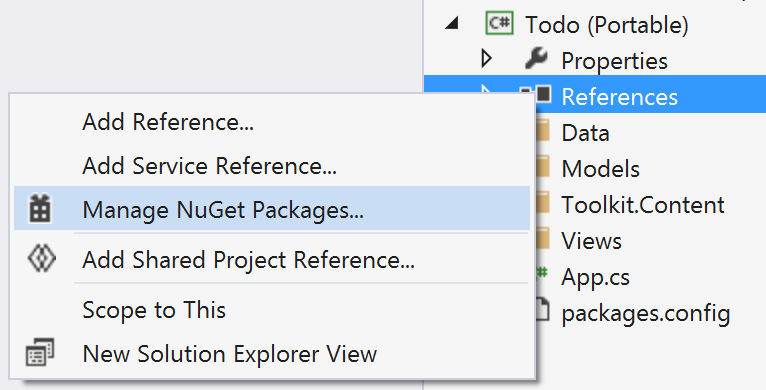 C# Todo (Portable)
Properties
References
Data
Models
Toolkit.Content
Views
# App.cs
packages.config
Add Reference...
Add Service Reference...
Manage NuGet Packages...
Add Shared Project Reference...
Scope to This
New Solution Explorer View